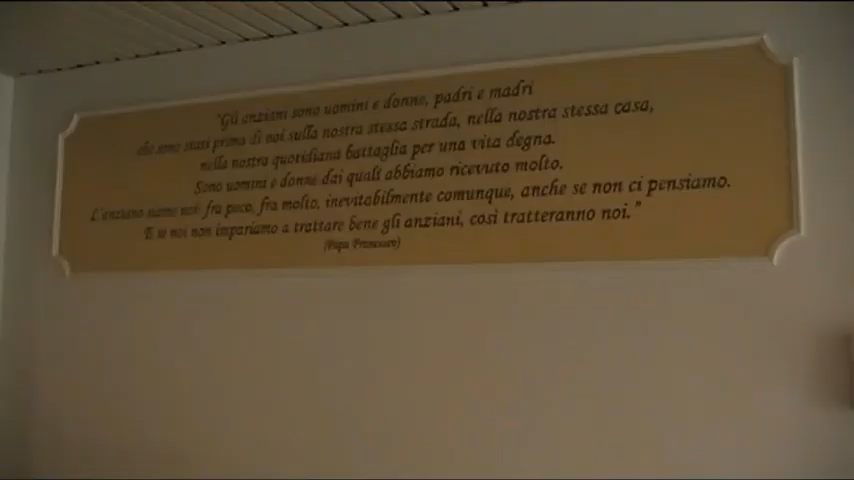 "Gli anziani sono uomini e donne, padri e madri
che sono stati prima di noi sulla nostra stessa strada, nella nostra stessa casa,
nella nostra quotidiana battaglia per una vita degna.
Sono uomini e donne dai quali abbiamo ricevuto molto.
L'anziano siamo noi: fra poco, fra molto, inevitabilmente comunque, anche se non ci pensiamo.
E se noi non impariamo a trattare bene gli anziani, così tratteranno noi."
(Papa Francesco)